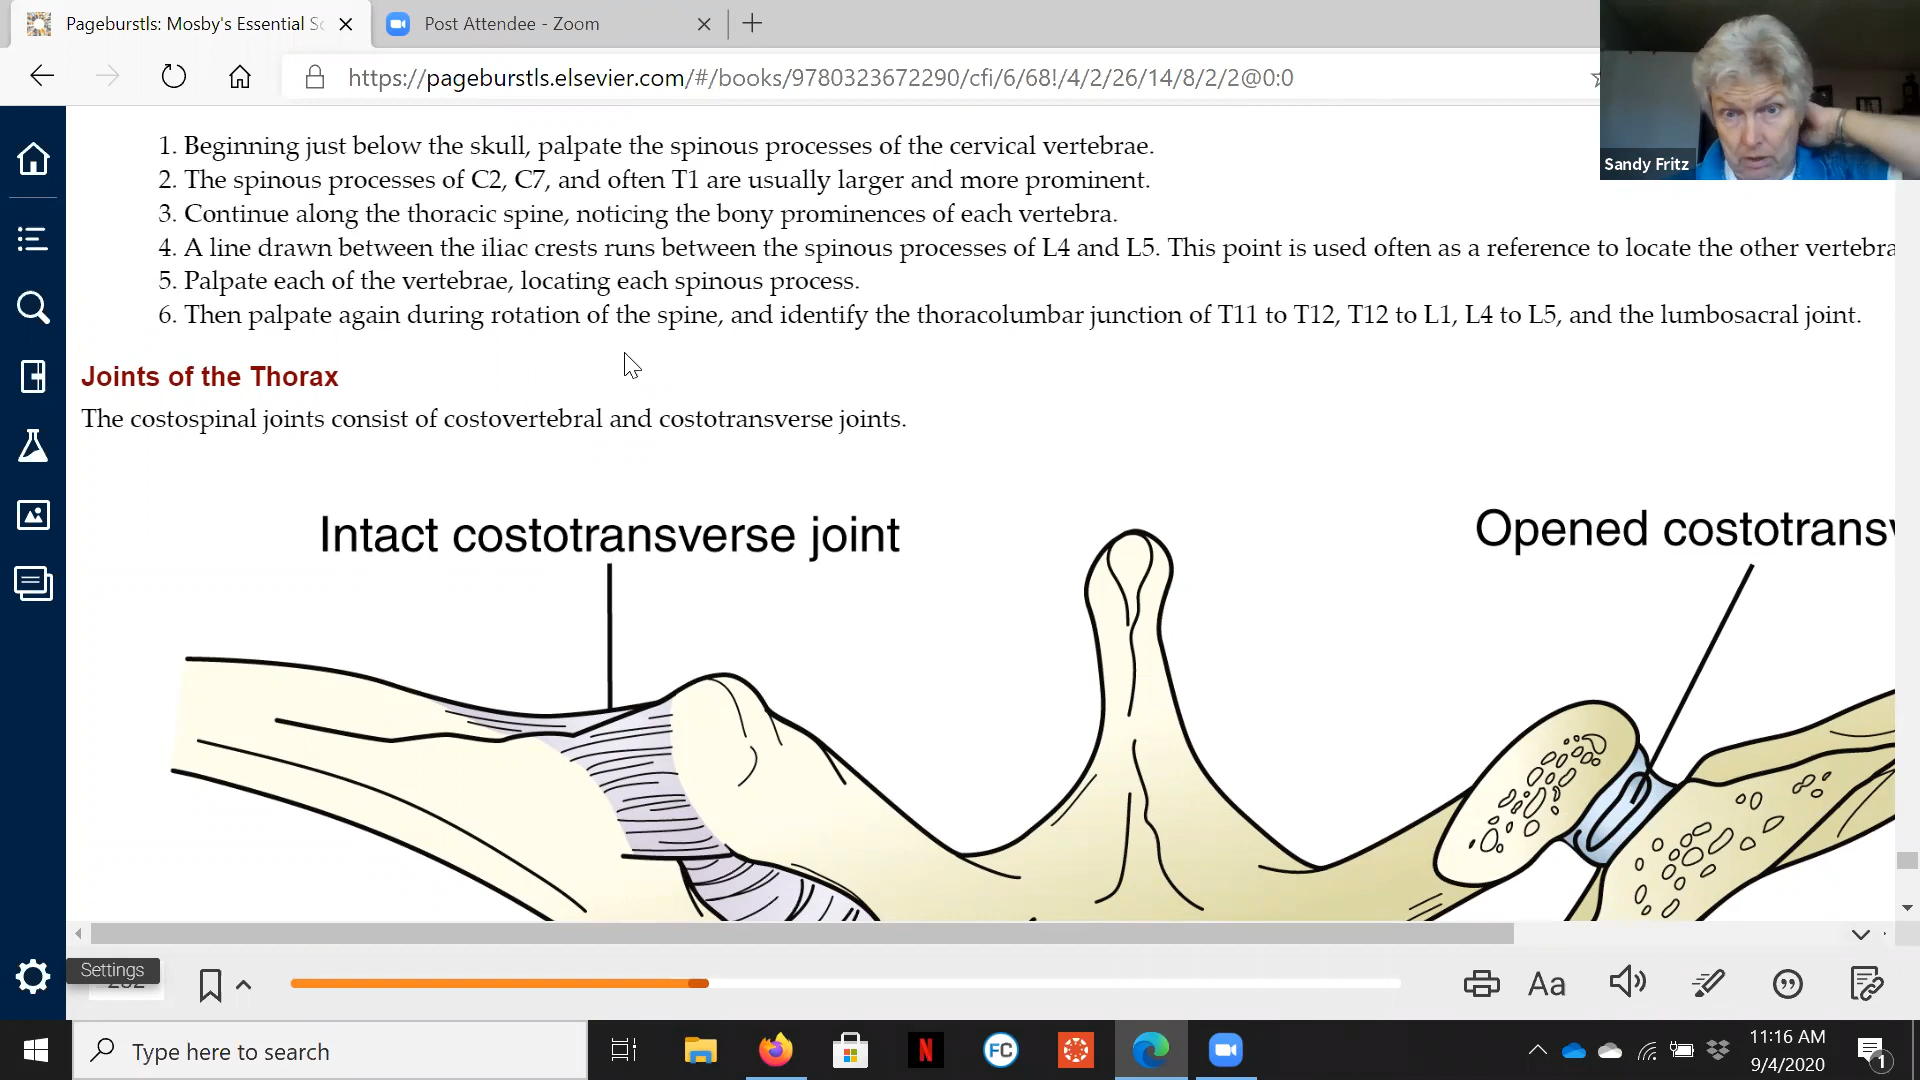 Pageburstls: Mosby's Essential Sc
Post Attendee - Zoom
https://pageburstls.elsevier.com/#/books/9780323672290/cfi/6/68!/4/2/26/14/8/2/2@0:0
Sandy Fritz
1. Beginning just below the skull, palpate the spinous processes of the cervical vertebrae.
2. The spinous processes of C2, C7, and often T1 are usually larger and more prominent.
3. Continue along the thoracic spine, noticing the bony prominences of each vertebra.
4. A line drawn between the iliac crests runs between the spinous processes of L4 and L5. This point is used often as a reference to locate the other vertebra
5. Palpate each of the vertebrae, locating each spinous process.
6. Then palpate again during rotation of the spine, and identify the thoracolumbar junction of T11 to T12, T12 to L1, L4 to L5, and the lumbosacral joint.
Joints of the Thorax
The costospinal joints consist of costovertebral and costotransverse joints.
Intact costotransverse joint
Opened costotransv
Settings
Aa
Type here to search
N
FC
11:16 AM
9/4/2020
1